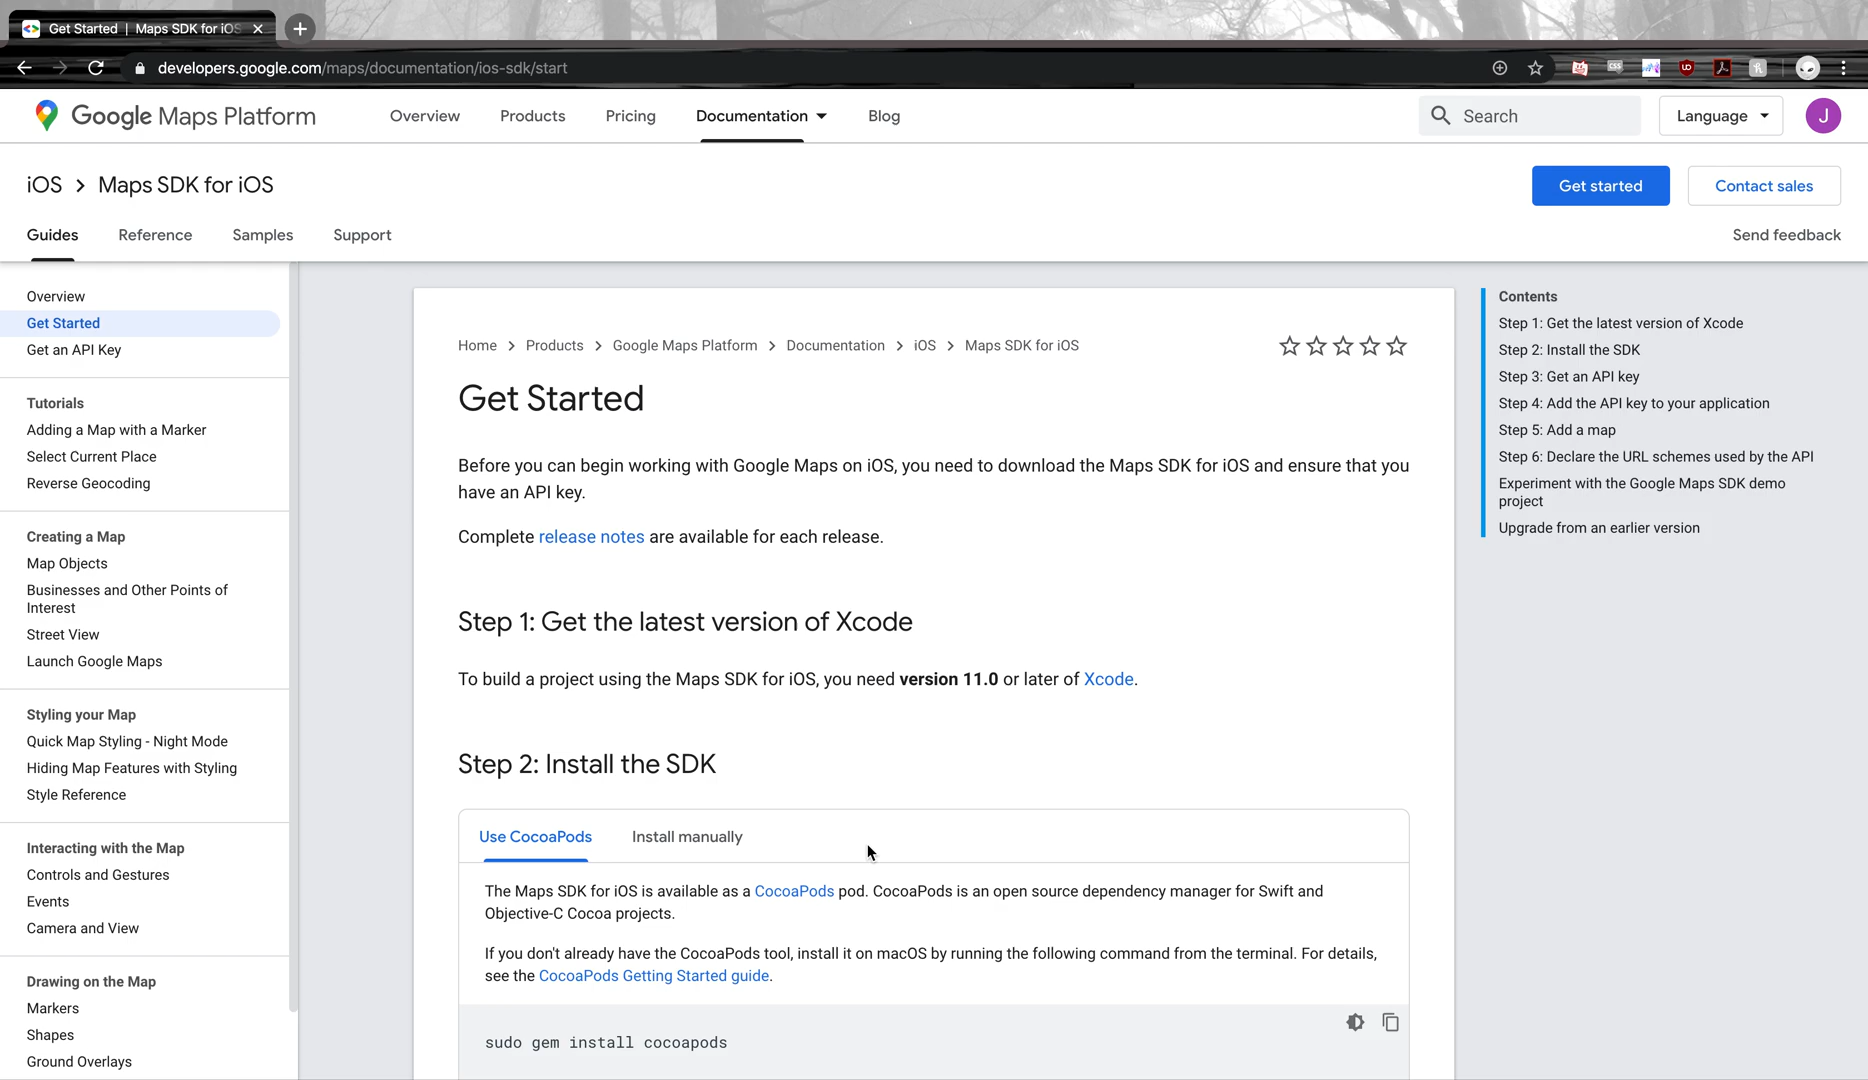 Get Started | Maps SDK for iOS
developers.google.com/maps/documentation/ios-sdk/start
Google Maps Platform
Overview
Products
Pricing
Documentation
Blog
Search
Language
J
iOS
Maps SDK for iOS
Get started
Contact sales
Guides
Reference
Samples
Support
Send feedback
Overview
Get Started
Get an API Key
Tutorials
Adding a Map with a Marker
Select Current Place
Reverse Geocoding
Creating a Map
Map Objects
Businesses and Other Points of
Interest
Street View
Launch Google Maps
Styling your Map
Quick Map Styling - Night Mode
Hiding Map Features with Styling
Style Reference
Interacting with the Map
Controls and Gestures
Events
Camera and View
Drawing on the Map
Markers
Shapes
Ground Overlays
Home > Products > Google Maps Platform > Documentation > iOS > Maps SDK for iOS
Get Started
Before you can begin working with Google Maps on iOS, you need to download the Maps SDK for iOS and ensure that you
have an API key.
Complete release notes are available for each release.
Step 1: Get the latest version of Xcode
To build a project using the Maps SDK for iOS, you need version 11.0 or later of Xcode.
Step 2: Install the SDK
Use CocoaPods
Install manually
The Maps SDK for iOS is available as a CocoaPods pod. CocoaPods is an open source dependency manager for Swift and
Objective-C Cocoa projects.
If you don't already have the CocoaPods tool, install it on macOS by running the following command from the terminal. For details,
see the CocoaPods Getting Started guide.
sudo gem install cocoapods
Contents
Step 1: Get the latest version of Xcode
Step 2: Install the SDK
Step 3: Get an API key
Step 4: Add the API key to your application
Step 5: Add a map
Step 6: Declare the URL schemes used by the API
Experiment with the Google Maps SDK demo
project
Upgrade from an earlier version